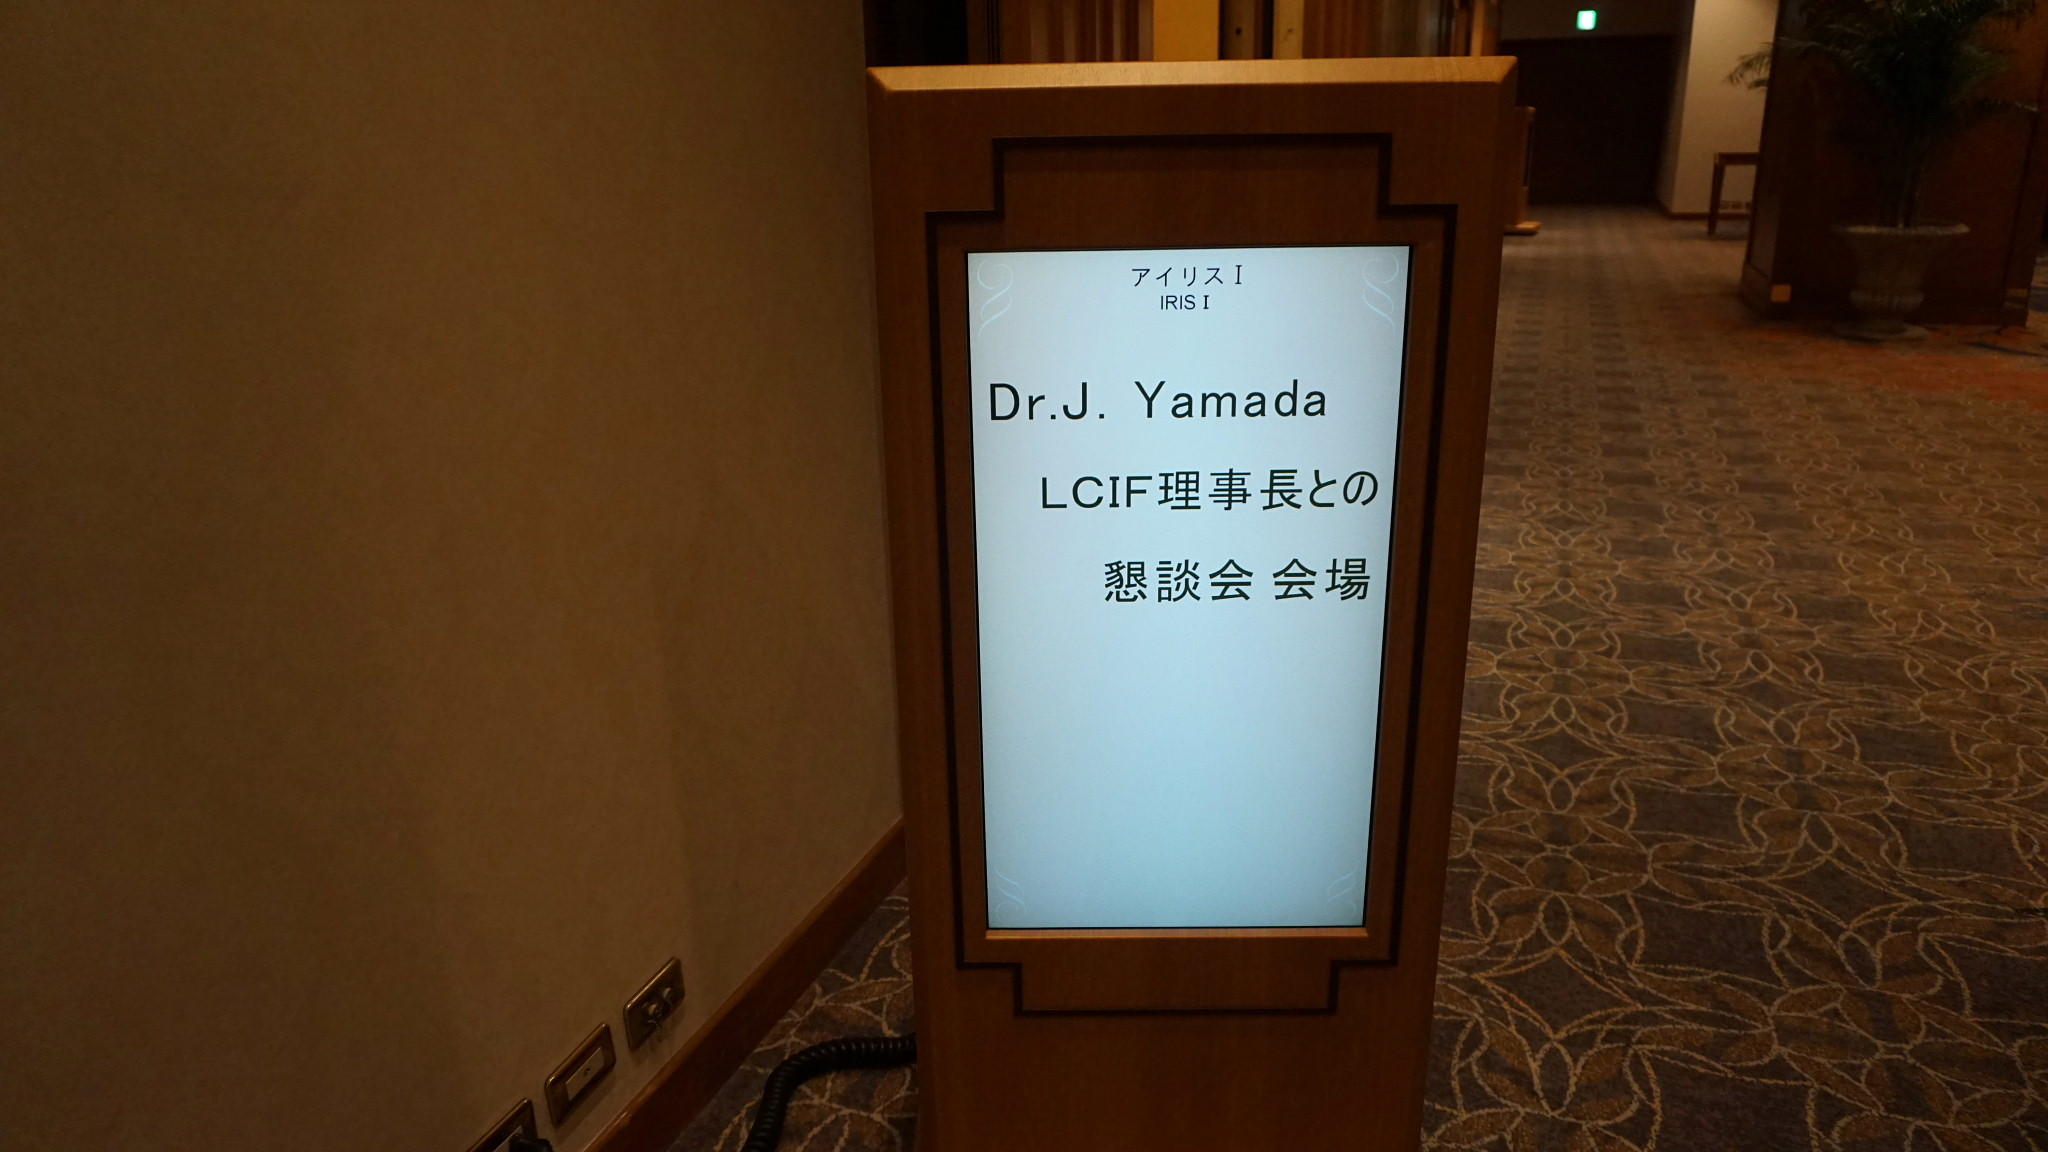 アイリスⅠ
IRIS I
Dr.J. Yamada
LCIF理事長との
懇談会 会場